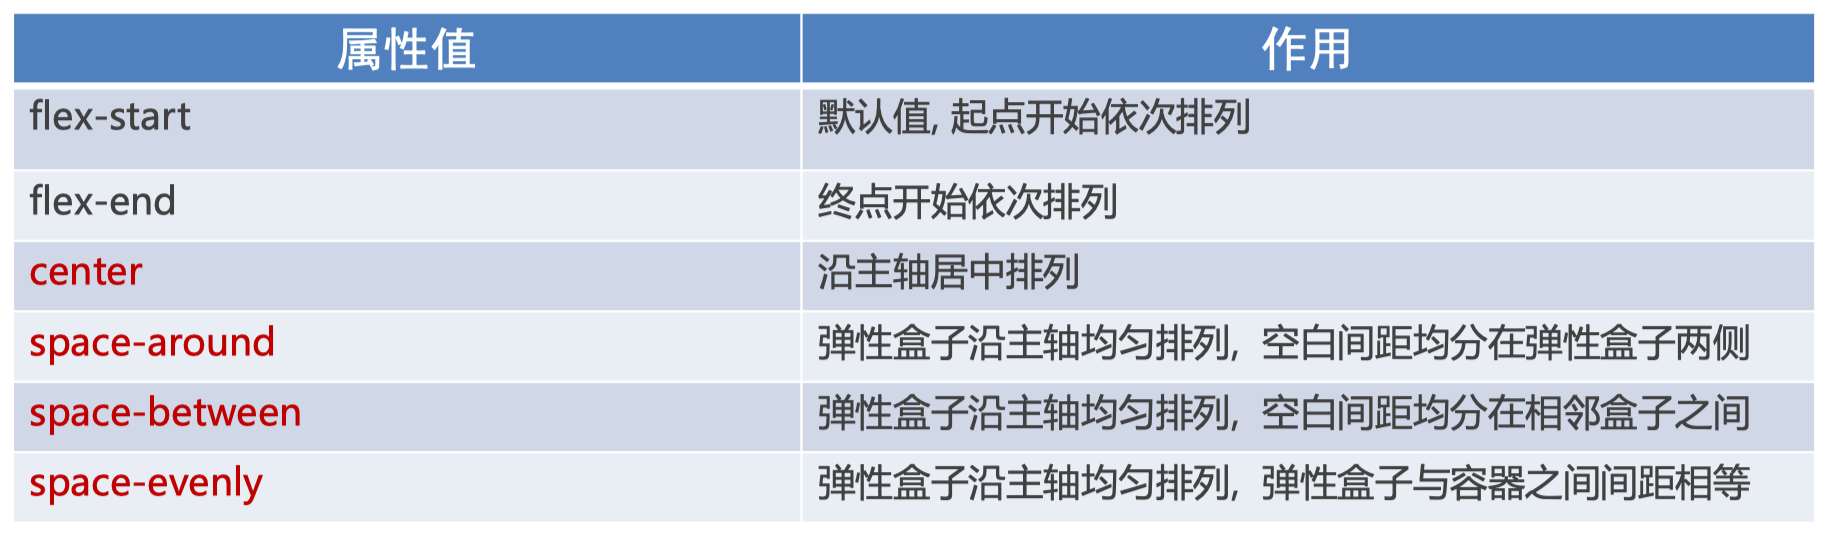 属性值 作用
flex-start 默认值, 起点开始依次排列
flex-end 终点开始依次排列
center 沿主轴居中排列
space-around 弹性盒子沿主轴均匀排列, 空白间距均分在弹性盒子两侧
space-between 弹性盒子沿主轴均匀排列, 空白间距均分在相邻盒子之间
space-evenly 弹性盒子沿主轴均匀排列, 弹性盒子与容器之间间距相等